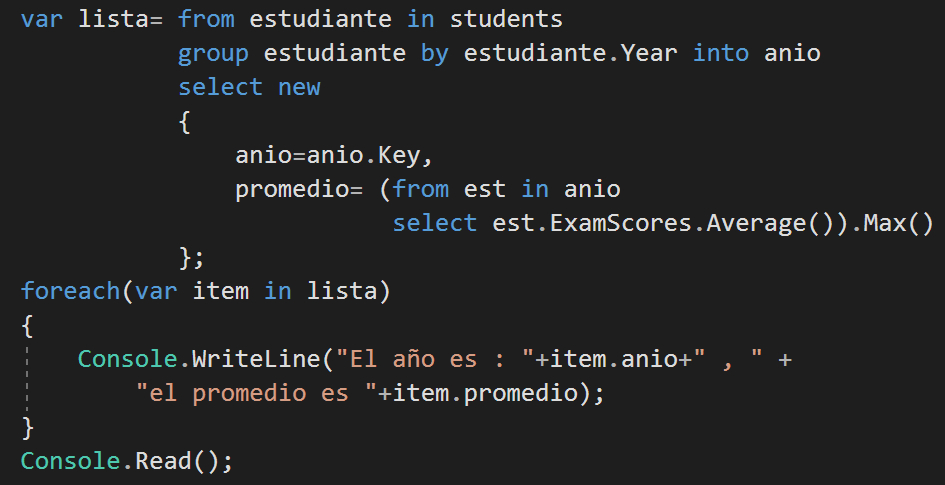 var lista= from estudiante in students
group estudiante by estudiante.Year into anio
select new
{
anio=anio.Key,
promedio= (from est in anio
select est.ExamScores.Average()).Max()
};
foreach(var item in lista)
{
Console.WriteLine("El año es : "+item.anio+" , " +
"el promedio es "+item.promedio);
}
Console.Read();